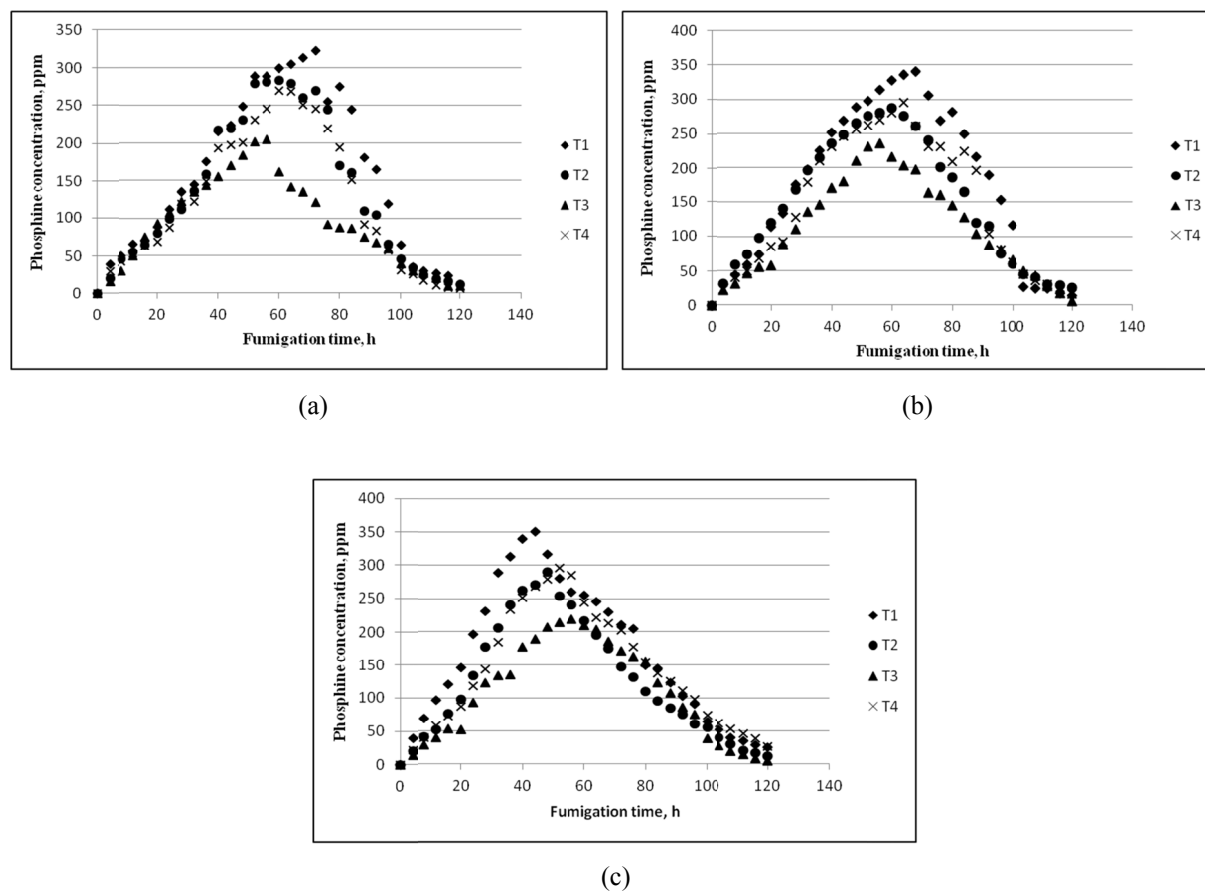 350
300
250
200
150
100
50
0
Phosphine concentration, ppm
0 20 40 60 80 100 120 140
Fumigation time, h
T1
T2
T3
T4
(a)
400
350
300
250
200
150
100
50
0
Phosphine concentration, ppm
0 20 40 60 80 100 120 140
Fumigation time, h
T1
T2
T3
T4
(b)
400
350
300
250
200
150
100
50
0
Phosphine concentration, ppm
0 20 40 60 80 100 120 140
Fumigation time, h
T1
T2
T3
T4
(c)